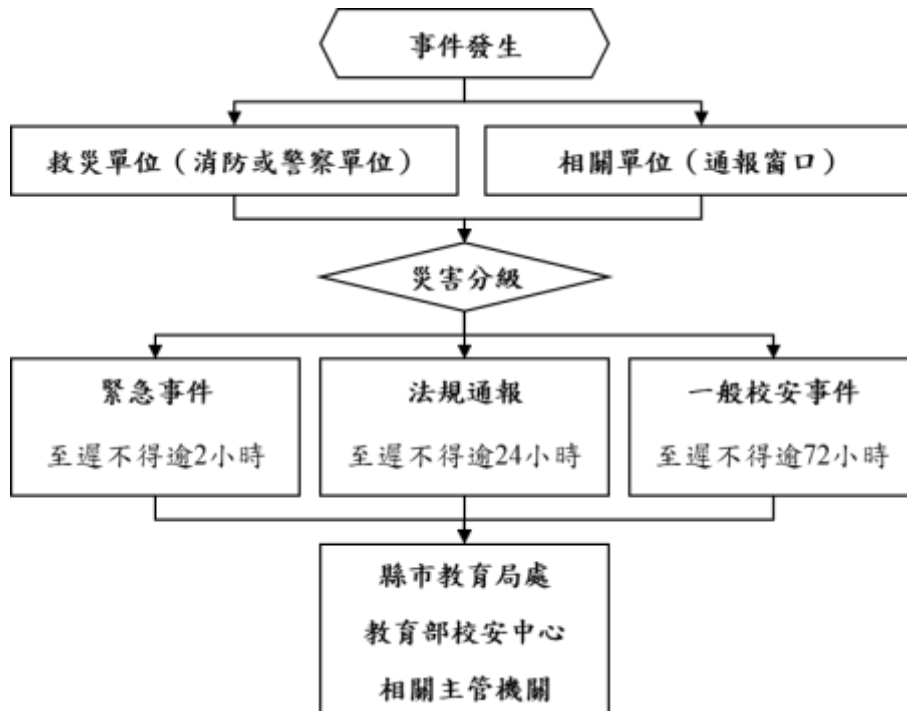 事件發生
救災單位（消防或警察單位）
相關單位（通報窗口）
災害分級
緊急事件
至遲不得逾2小時
法規通報
至遲不得逾24小時
一般校安事件
至遲不得逾72小時
縣市教育局處
教育部校安中心
相關主管機關